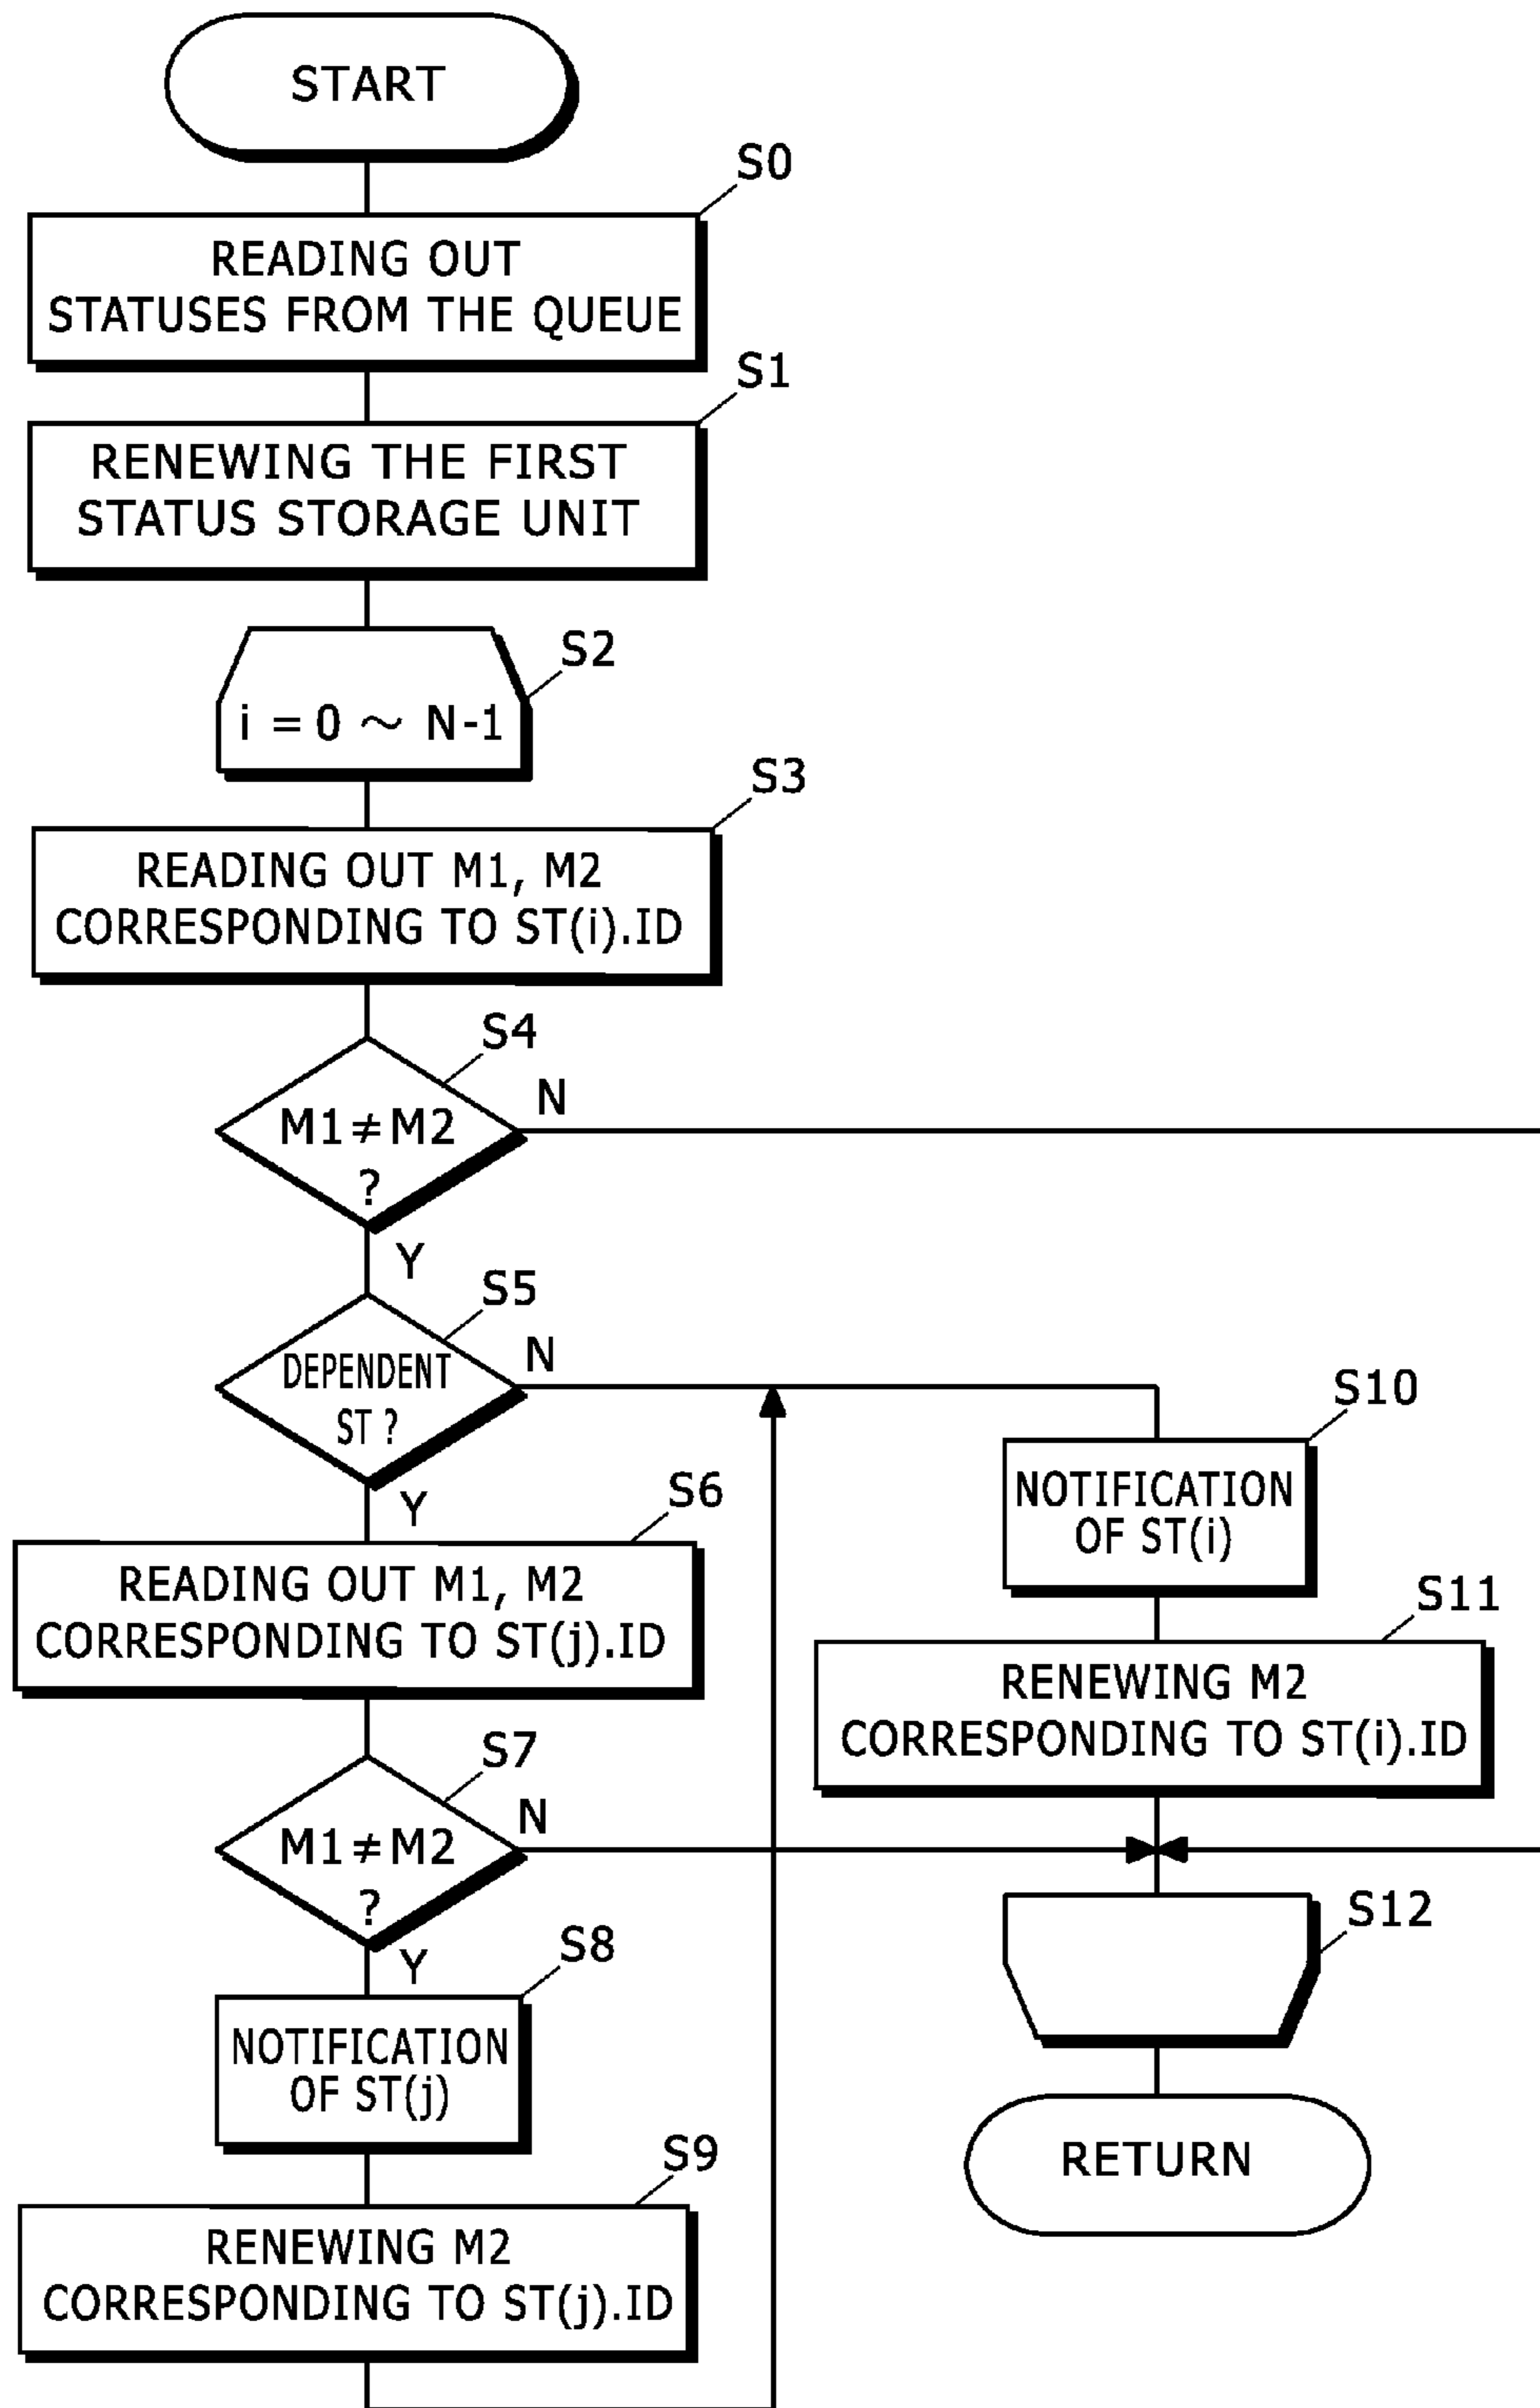 START
S0
READING OUT
STATUSES FROM THE QUEUE
S1
RENEWING THE FIRST
STATUS STORAGE UNIT
S2
i = 0 ～ N-1
S3
READING OUT M1, M2
CORRESPONDING TO ST(i).ID
S4
M1≠M2
?
N
Y
S5
DEPENDENT
ST ?
N
Y
S6
READING OUT M1, M2
CORRESPONDING TO ST(j).ID
S7
M1≠M2
?
N
Y
S8
NOTIFICATION
OF ST(j)
S9
RENEWING M2
CORRESPONDING TO ST(j).ID
S10
NOTIFICATION
OF ST(i)
S11
RENEWING M2
CORRESPONDING TO ST(i).ID
S12
RETURN